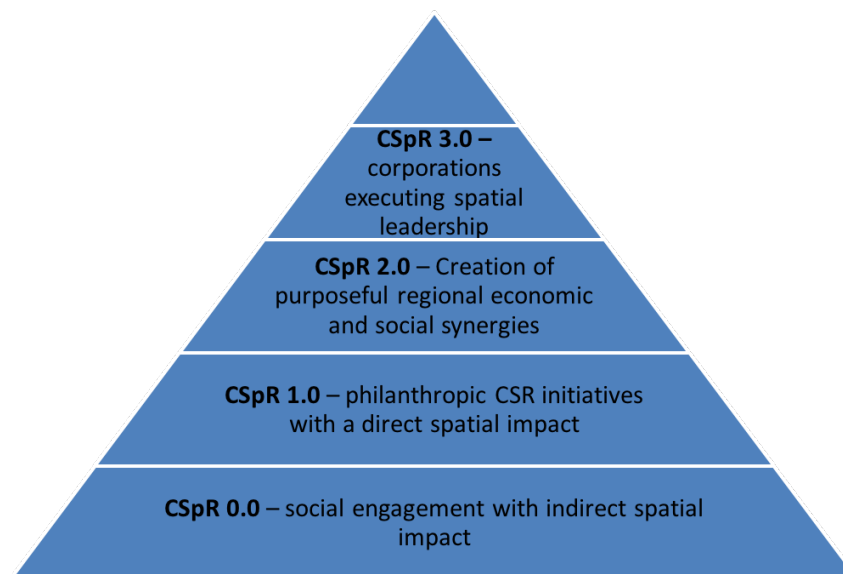 CSpR 3.0 –
corporations
executing spatial
leadership
CSpR 2.0 – Creation of
purposeful regional economic
and social synergies
CSpR 1.0 – philanthropic CSR initiatives
with a direct spatial impact
CSpR 0.0 – social engagement with indirect spatial
impact